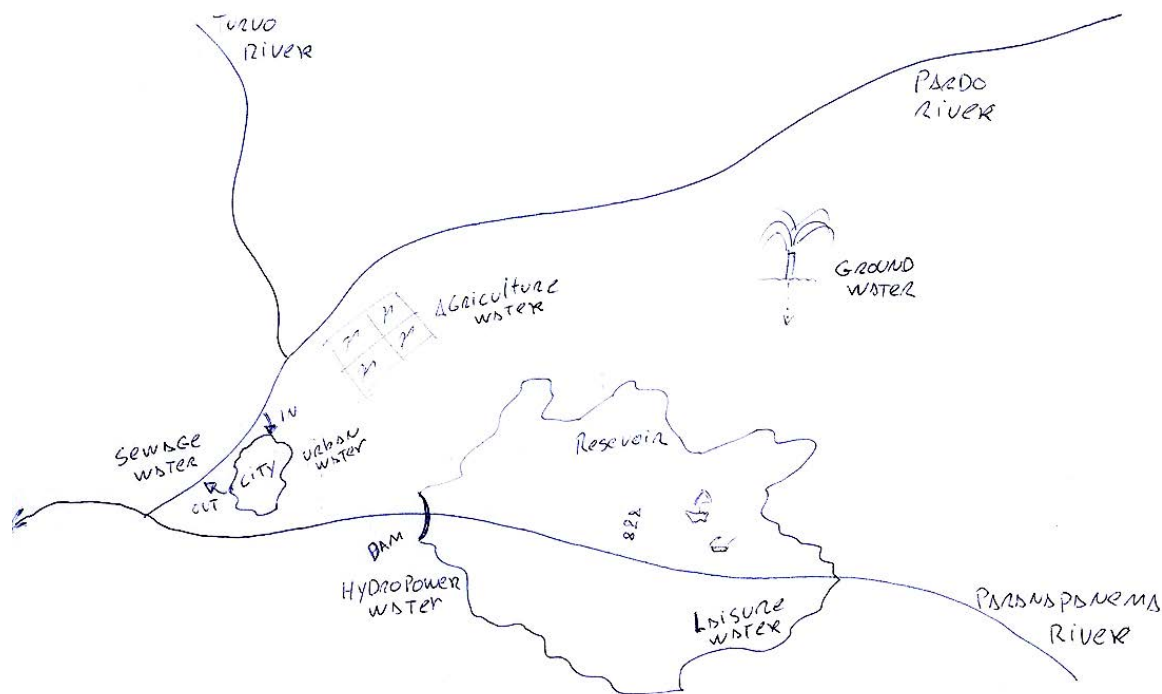 TURVO
RIVER
PARDO
RIVER
GROUND
WATER
AGRICULTURE
WATER
IN
URBAN
WATER
SEWAGE
WATER
CITY
OUT
Resevoir
DAM
HYDROPOWER
WATER
LAISURE
WATER
PARANAPANEMA
RIVER